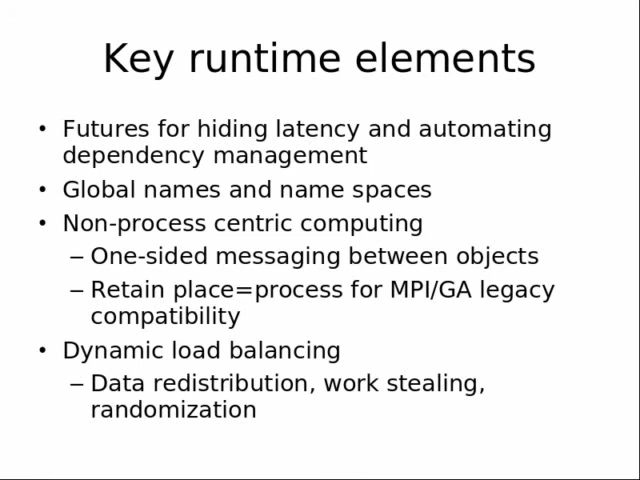 Key runtime elements
• Futures for hiding latency and automating
dependency management
• Global names and name spaces
• Non-process centric computing
– One-sided messaging between objects
– Retain place=process for MPI/GA legacy
compatibility
• Dynamic load balancing
– Data redistribution, work stealing,
randomization